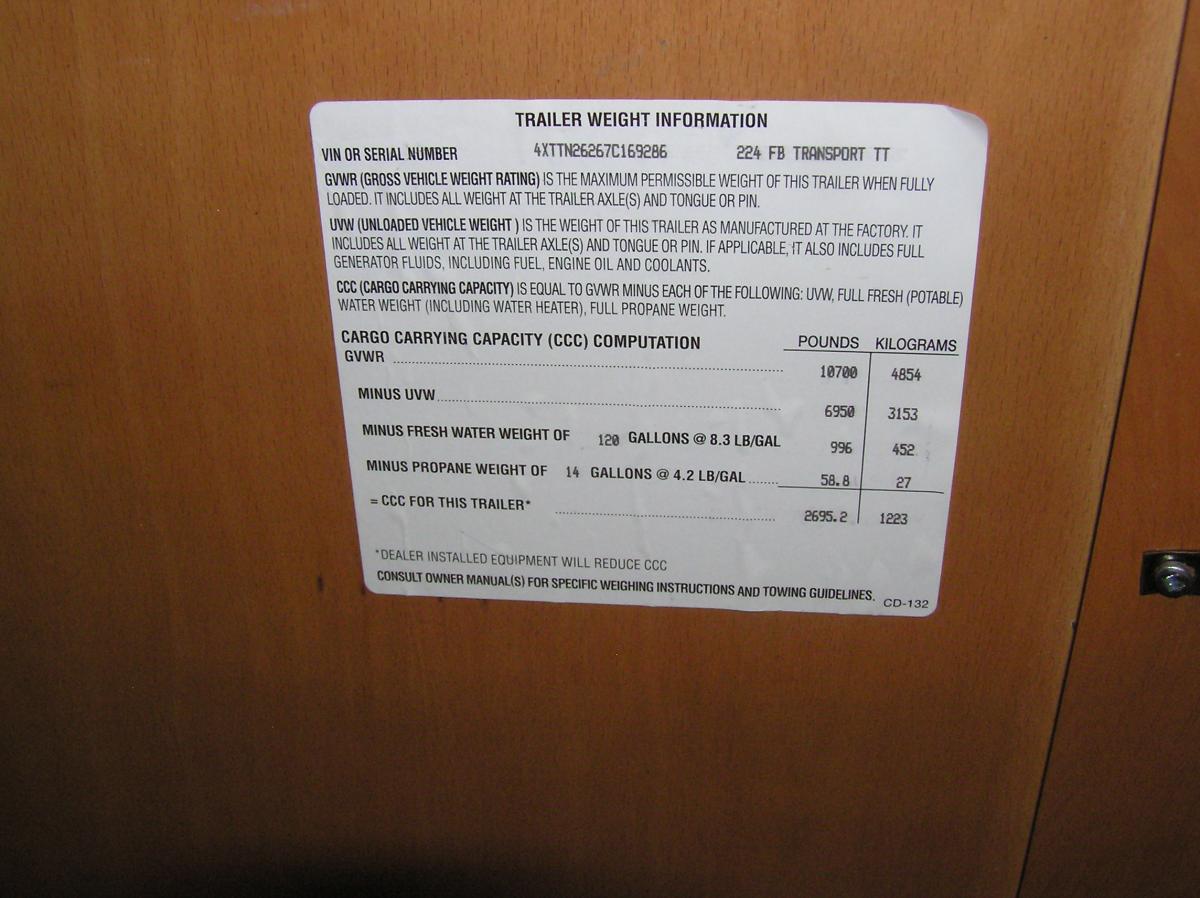 TRAILER WEIGHT INFORMATION
VIN OR SERIAL NUMBER 4XTTN26267C169286 224 FB TRANSPORT TT
GVWR (GROSS VEHICLE WEIGHT RATING) IS THE MAXIMUM PERMISSIBLE WEIGHT OF THIS TRAILER WHEN FULLY
LOADED. IT INCLUDES ALL WEIGHT AT THE TRAILER AXLE(S) AND TONGUE OR PIN.
UVW (UNLOADED VEHICLE WEIGHT ) IS THE WEIGHT OF THIS TRAILER AS MANUFACTURED AT THE FACTORY. IT
INCLUDES ALL WEIGHT AT THE TRAILER AXLE(S) AND TONGUE OR PIN. IF APPLICABLE, IT ALSO INCLUDES FULL
GENERATOR FLUIDS, INCLUDING FUEL, ENGINE OIL AND COOLANTS.
CCC (CARGO CARRYING CAPACITY) IS EQUAL TO GVWR MINUS EACH OF THE FOLLOWING: UVW, FULL FRESH (POTABLE)
WATER WEIGHT (INCLUDING WATER HEATER), FULL PROPANE WEIGHT.
CARGO CARRYING CAPACITY (CCC) COMPUTATION POUNDS KILOGRAMS
GVWR 10700 4854
MINUS UVW 6950 3153
MINUS FRESH WATER WEIGHT OF 120 GALLONS @ 8.3 LB/GAL 996 452
MINUS PROPANE WEIGHT OF 14 GALLONS @ 4.2 LB/GAL 58.8 27
= CCC FOR THIS TRAILER* 2695.2 1223
*DEALER INSTALLED EQUIPMENT WILL REDUCE CCC
CONSULT OWNER MANUAL(S) FOR SPECIFIC WEIGHING INSTRUCTIONS AND TOWING GUIDELINES. CD-132